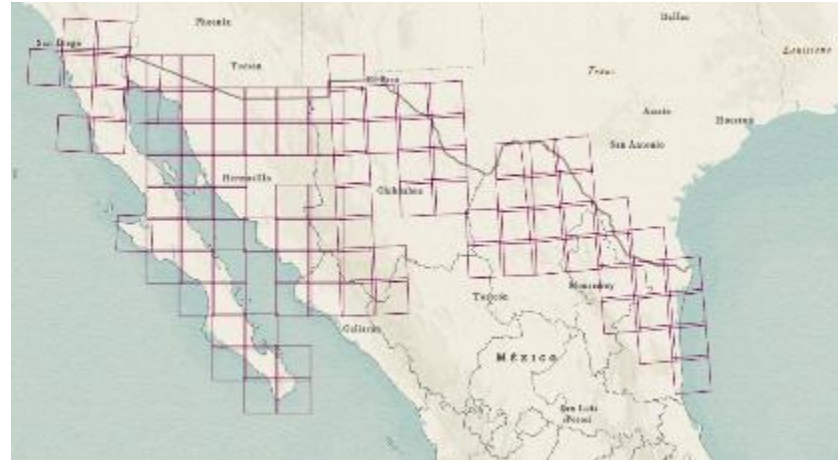 Phoenix
Dallas
San Diego
Louisiana
Tucson
Texas
El Paso
Austin
Houston
San Antonio
Hermosillo
Chihuahua
Monterrey
Torreón
Culiacán
MÉXICO
San Luis
Potosí